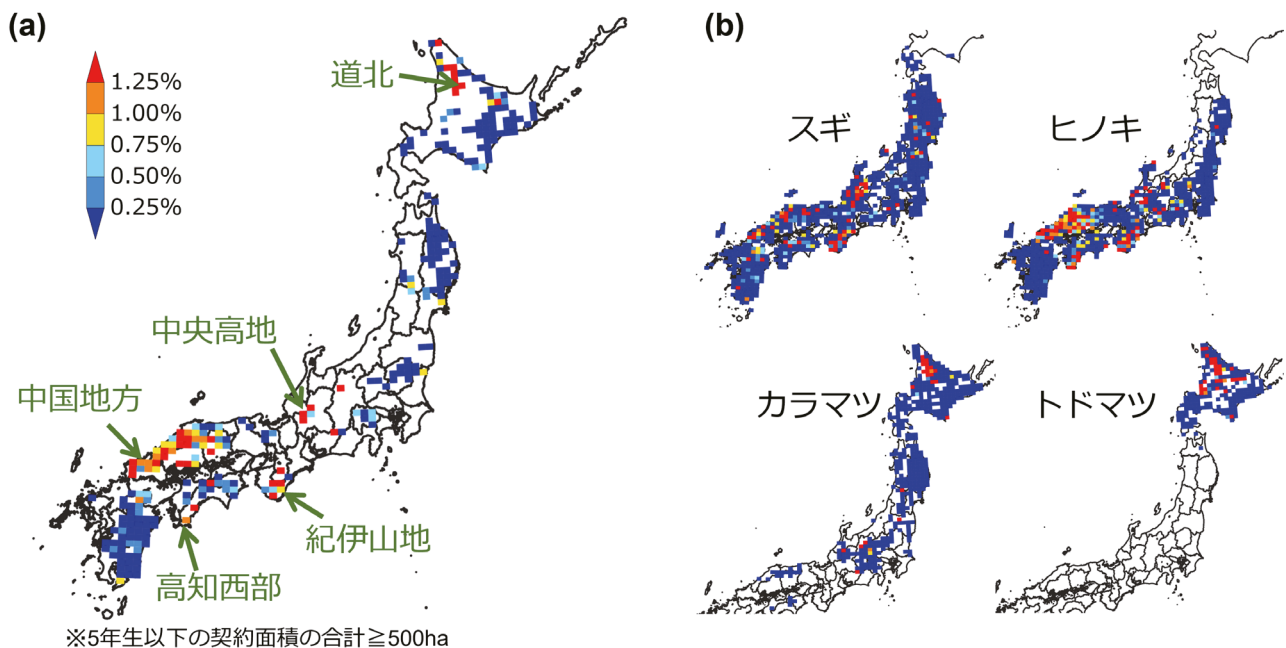 (a)
1.25%
1.00%
0.75%
0.50%
0.25%
道北
中央高地
中国地方
紀伊山地
高知西部
※5年生以下の契約面積の合計≧500ha
(b)
スギ
ヒノキ
カラマツ
トドマツ